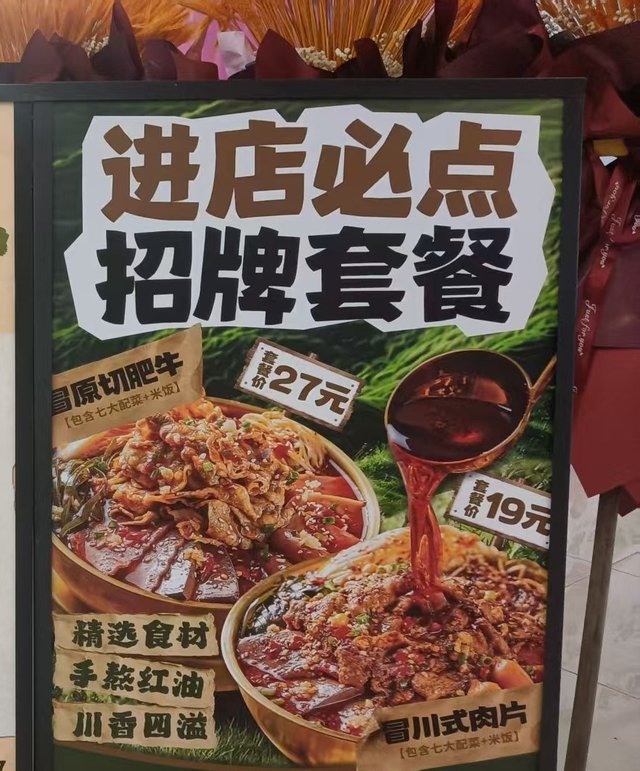 进店必点
招牌套餐
冒原切肥牛
【包含七大配菜+米饭】
套餐价
27元
套餐价
19元
精选食材
手熬红油
川香四溢
冒川式肉片
【包含七大配菜+米饭】
Just for you